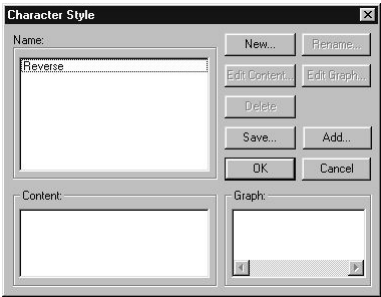 Character Style
Name:
Reverse
New...
Rename...
Edit Content...
Edit Graph...
Delete
Save...
Add...
OK
Cancel
Content:
Graph: